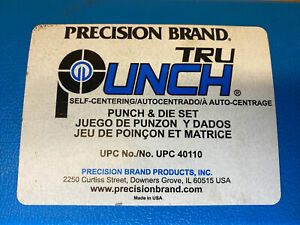 PRECISION BRAND®
TRU
PUNCH®
SELF-CENTERING/AUTOCENTRADO/À AUTO-CENTRAGE
PUNCH & DIE SET
JUEGO DE PUNZON Y DADOS
JEU DE POINÇON ET MATRICE
UPC No./No. UPC 40110
PRECISION BRAND PRODUCTS, INC.
2250 Curtiss Street, Downers Grove, IL 60515 USA
www.precisionbrand.com
Made in USA